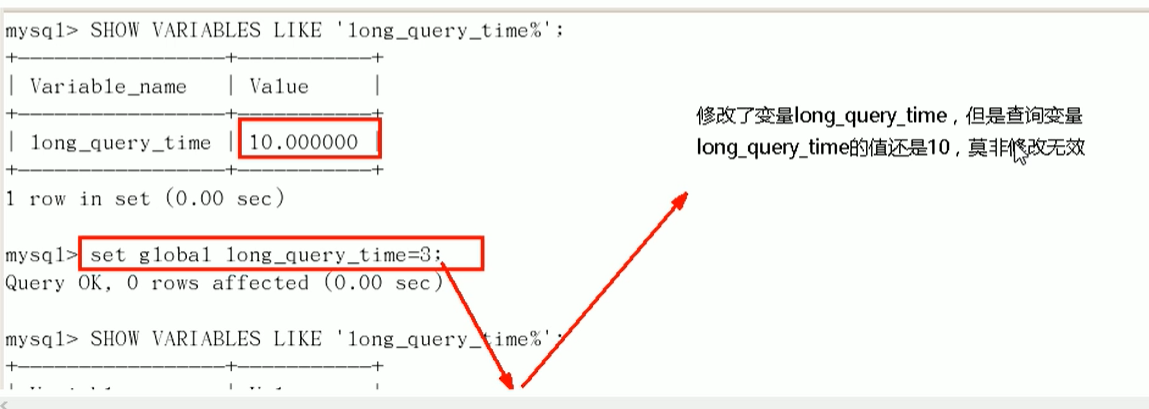 mysql> SHOW VARIABLES LIKE 'long_query_time%';
+------------------+-----------+
| Variable_name | Value |
+------------------+-----------+
| long_query_time | 10.000000 |
+------------------+-----------+
1 row in set (0.00 sec)
mysql> set global long_query_time=3;
Query OK, 0 rows affected (0.00 sec)
mysql> SHOW VARIABLES LIKE 'long_query_time%';
+------------------+-----------+
修改了变量long_query_time，但是查询变量
long_query_time的值还是10，莫非修改无效